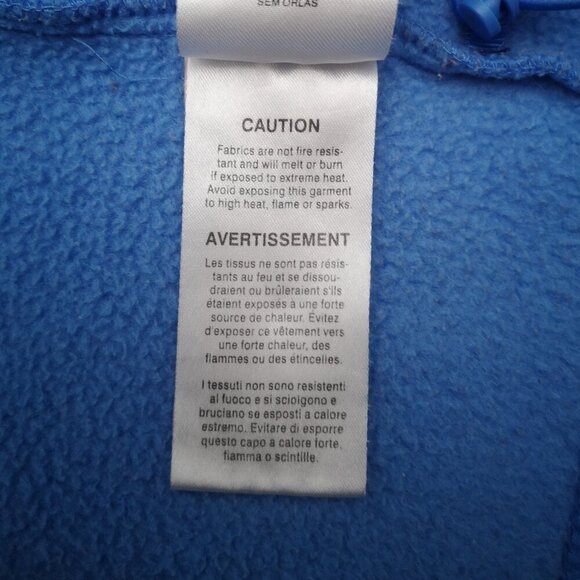 SEM ORLAS
CAUTION
Fabrics are not fire resis-
tant and will melt or burn
if exposed to extreme heat.
Avoid exposing this garment
to high heat, flame or sparks.
AVERTISSEMENT
Les tissus ne sont pas résis-
tants au feu et se dissou-
draient ou brûleraient s'ils
étaient exposés à une forte
source de chaleur. Évitez
d'exposer ce vêtement vers
une forte chaleur, des
flammes ou des étincelles.
I tessuti non sono resistenti
al fuoco e si sciolgono e
bruciano se esposti a calore
estremo. Evitare di esporre
questo capo a calore forte,
fiamma o scintille.